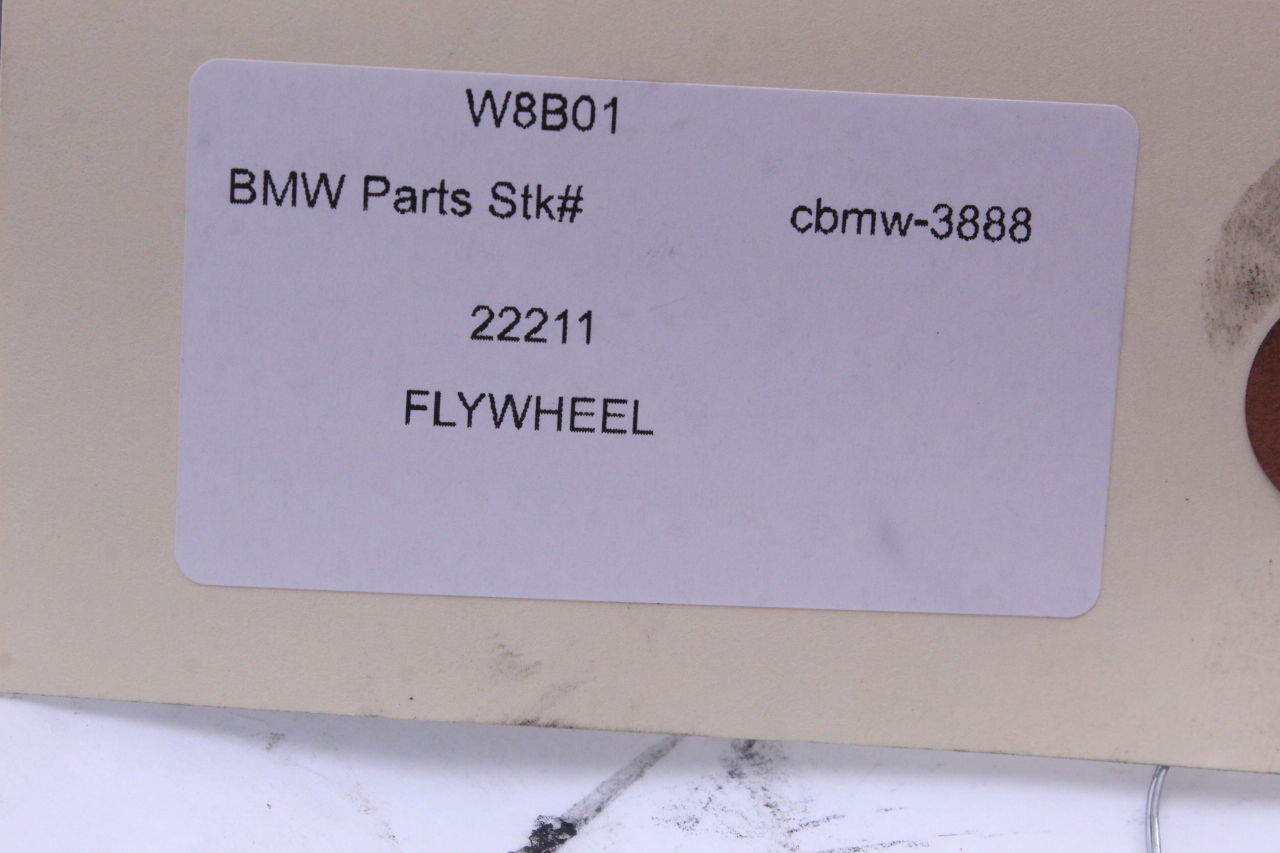 W8B01
BMW Parts Stk# cbmw-3888
22211
FLYWHEEL